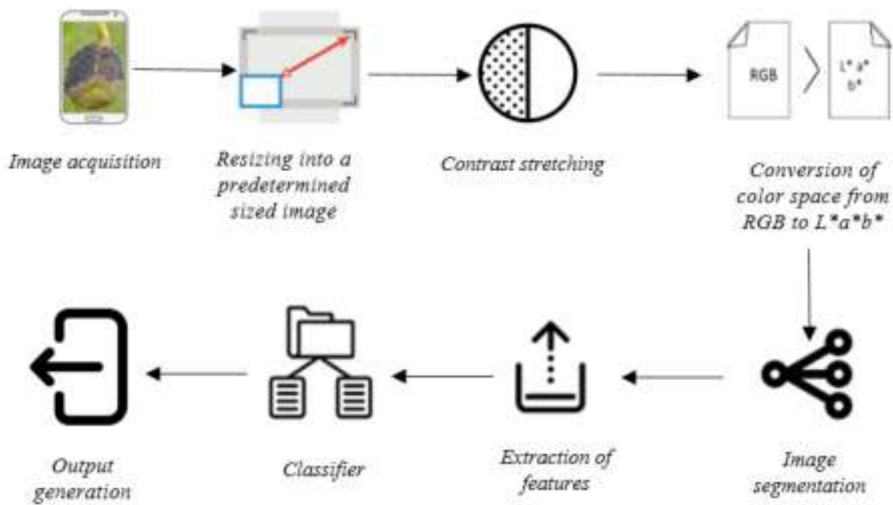 RGB
L* a*
b*
Image acquisition
Resizing into a
predetermined
sized image
Contrast stretching
Conversion of
color space from
RGB to L*a*b*
Output
generation
Classifier
Extraction of
features
Image
segmentation